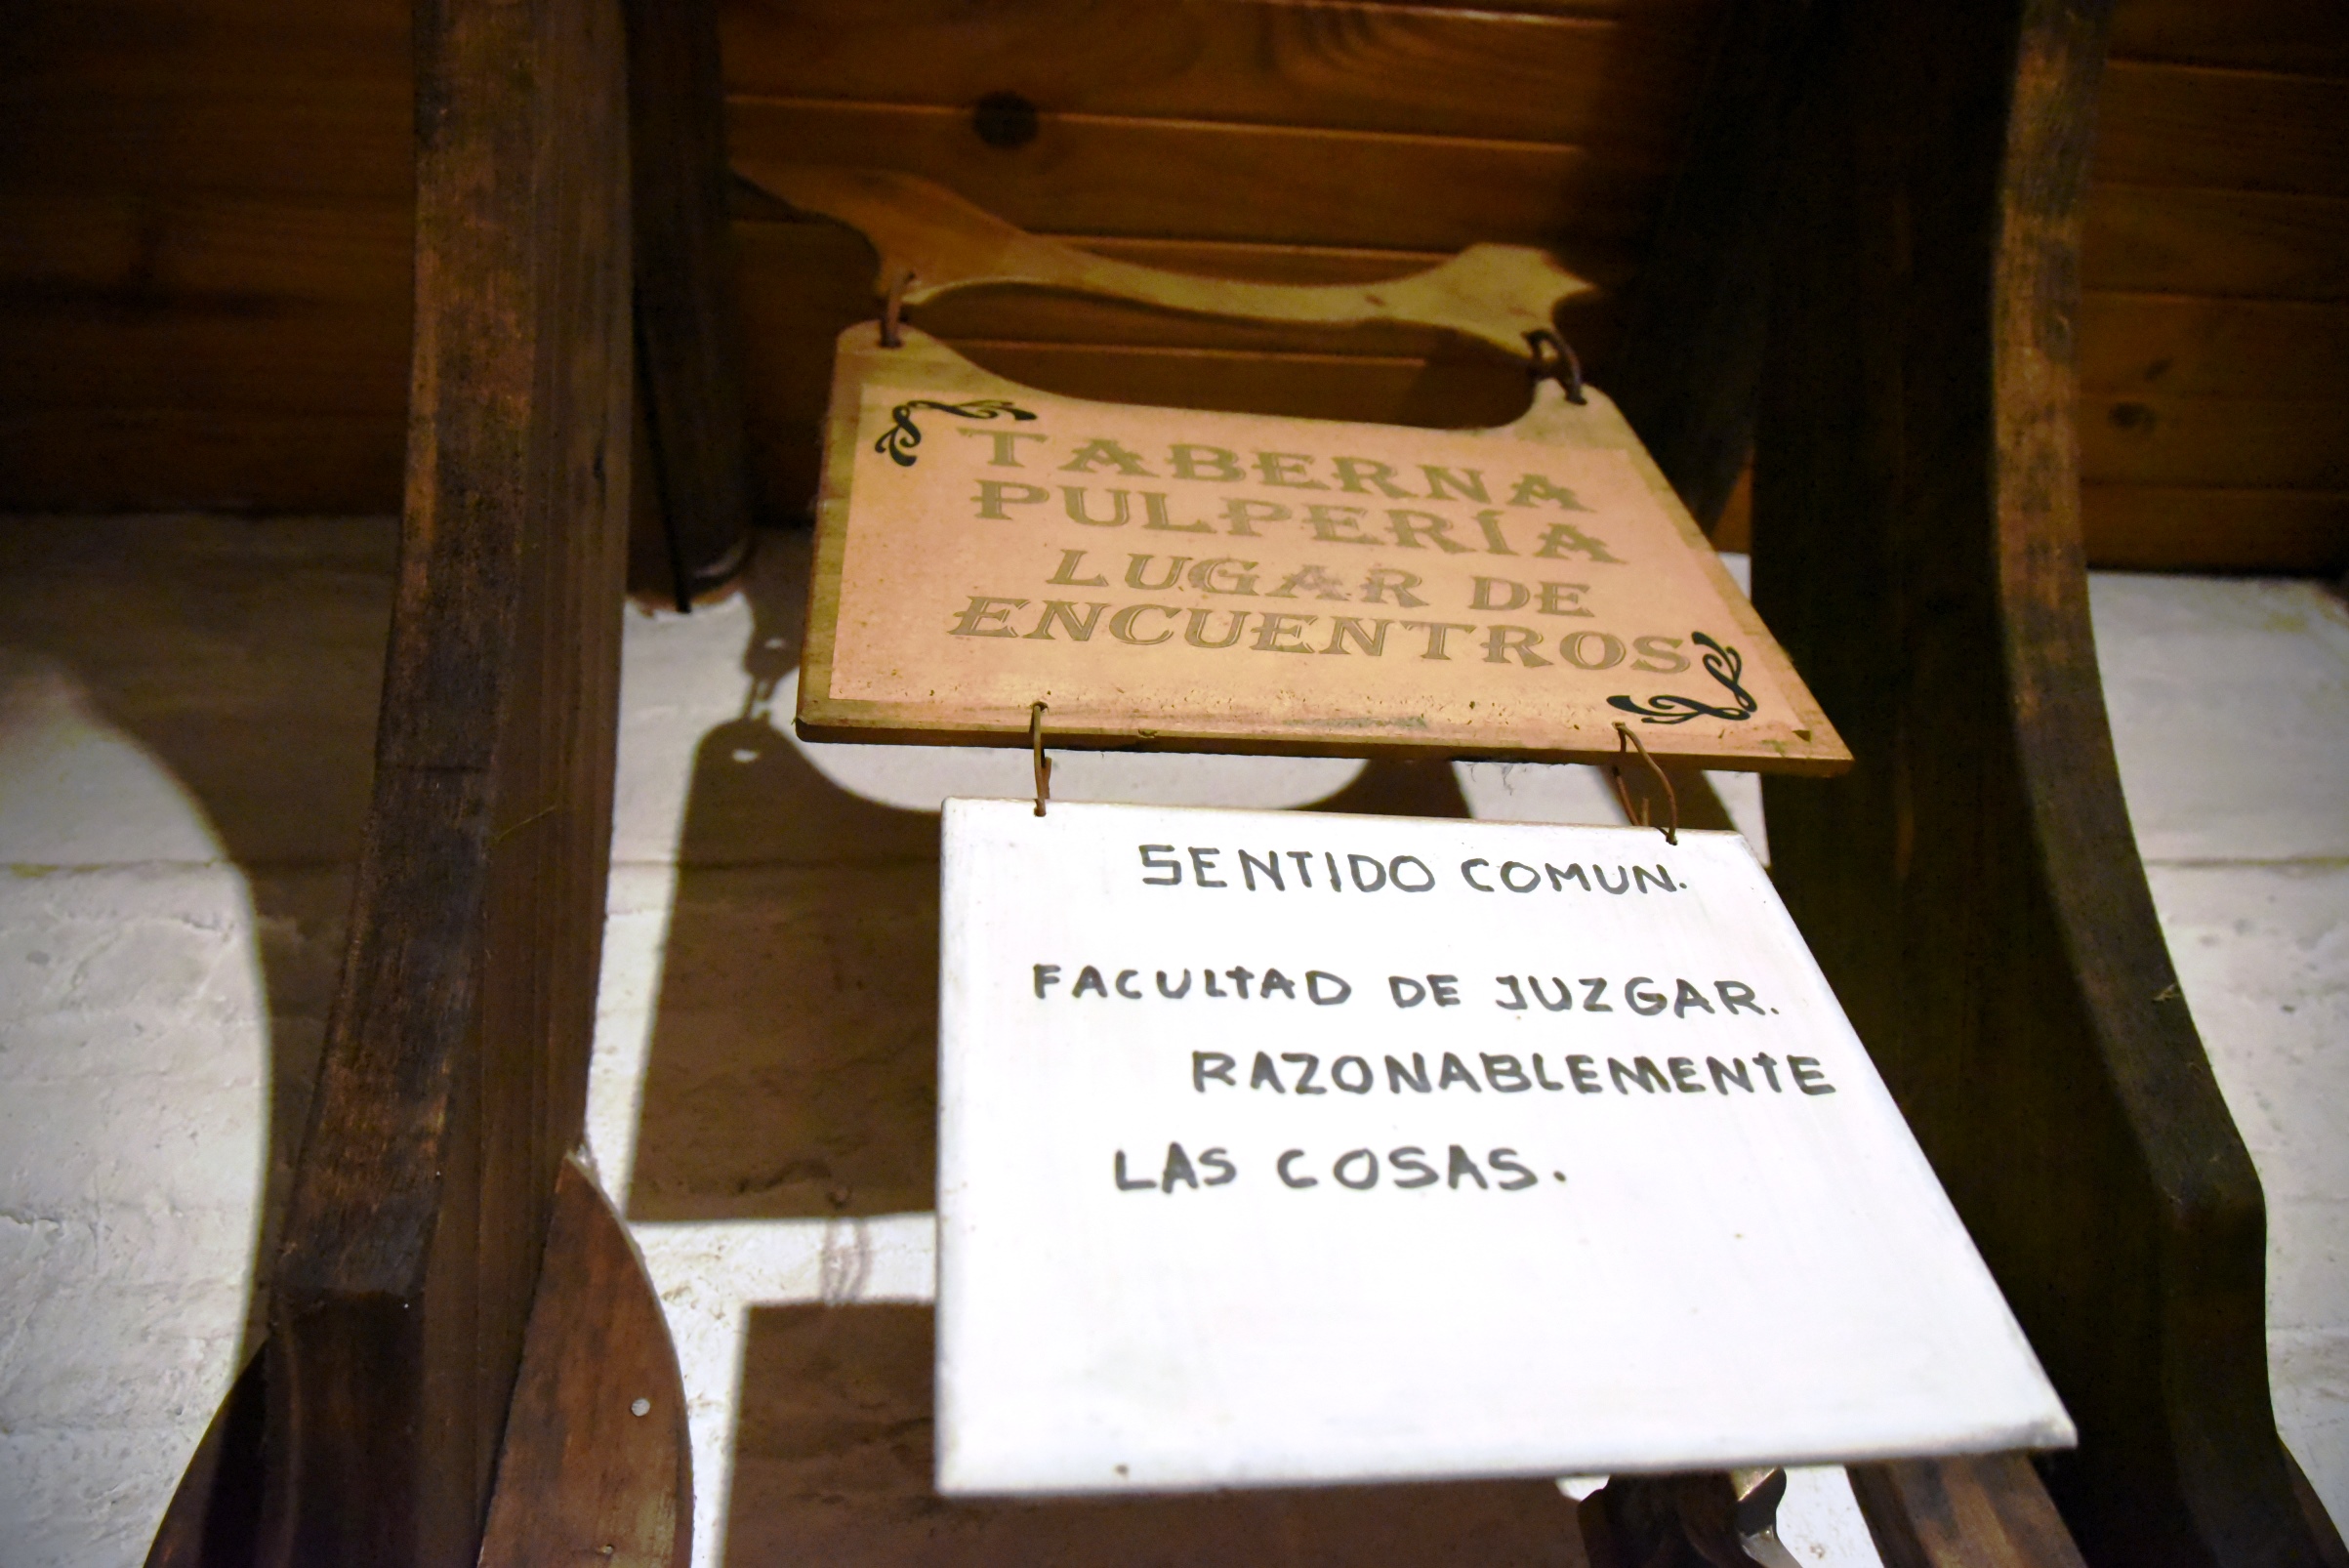 TABERNA
PULPERÍA
LUGAR DE
ENCUENTROS
SENTIDO COMUN.
FACULTAD DE JUZGAR.
RAZONABLEMENTE
LAS COSAS.